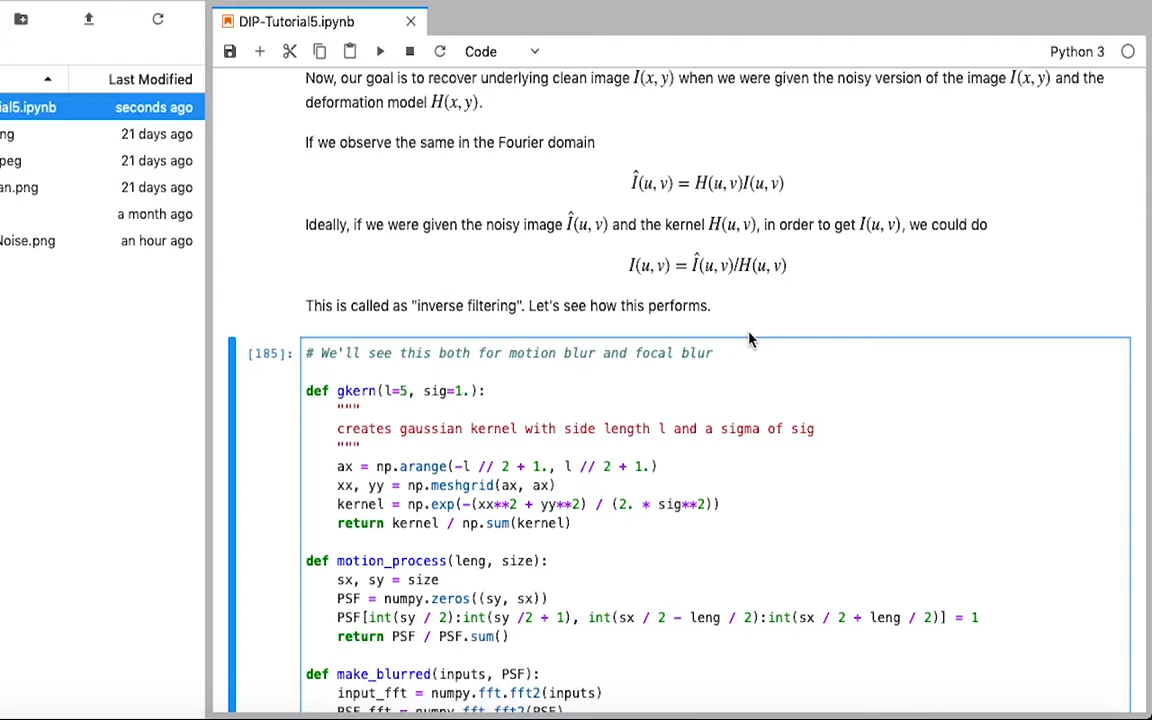 DIP-Tutorial5.ipynb
Code
Python 3
Last Modified
ial5.ipynb seconds ago
ng 21 days ago
peg 21 days ago
an.png 21 days ago
a month ago
Noise.png an hour ago
Now, our goal is to recover underlying clean image I(x, y) when we were given the noisy version of the image I(x, y) and the
deformation model H(x, y).
If we observe the same in the Fourier domain
Î(u, v) = H(u, v)I(u, v)
Ideally, if we were given the noisy image Î(u, v) and the kernel H(u, v), in order to get I(u, v), we could do
I(u, v) = Î(u, v)/H(u, v)
This is called as "inverse filtering". Let's see how this performs.
[185]: # We'll see this both for motion blur and focal blur
def gkern(l=5, sig=1.):
"""
creates gaussian kernel with side length l and a sigma of sig
"""
ax = np.arange(-l // 2 + 1., l // 2 + 1.)
xx, yy = np.meshgrid(ax, ax)
kernel = np.exp(-(xx**2 + yy**2) / (2. * sig**2))
return kernel / np.sum(kernel)
def motion_process(leng, size):
sx, sy = size
PSF = numpy.zeros((sy, sx))
PSF[int(sy / 2):int(sy /2 + 1), int(sx / 2 - leng / 2):int(sx / 2 + leng / 2)] = 1
return PSF / PSF.sum()
def make_blurred(inputs, PSF):
input_fft = numpy.fft.fft2(inputs)
PSF_fft = numpy.fft.fft2(PSF)